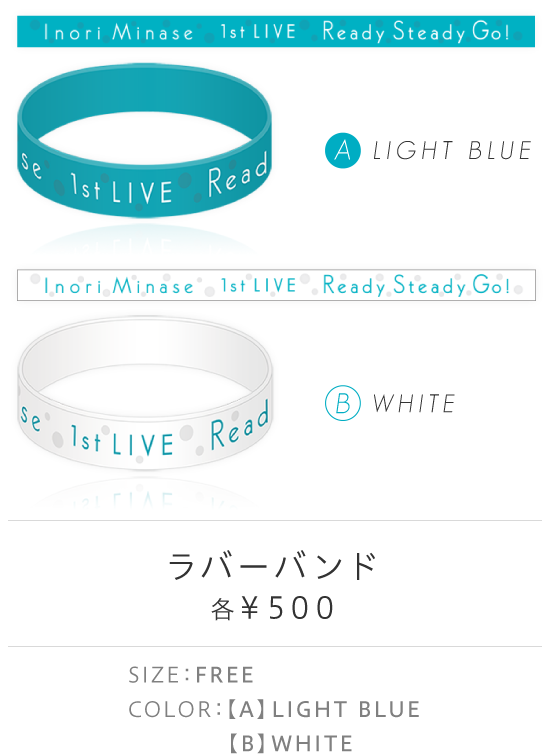 Inori Minase 1st LIVE Ready Steady Go!
se 1st LIVE Read
A LIGHT BLUE
Inori Minase 1st LIVE Ready Steady Go!
se 1st LIVE Read
B WHITE
ラバーバンド
各¥500
SIZE:FREE
COLOR:【A】LIGHT BLUE
【B】WHITE